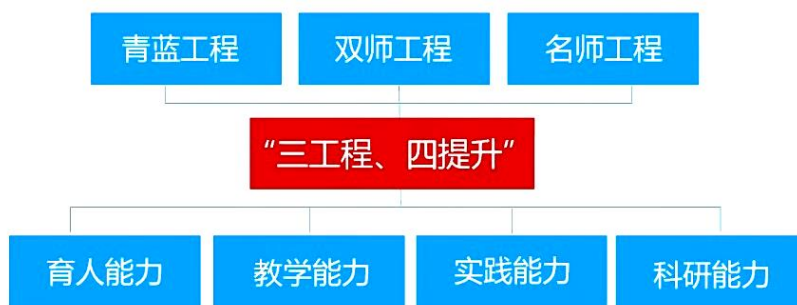 青蓝工程 双师工程 名师工程
“三工程、四提升”
育人能力 教学能力 实践能力 科研能力